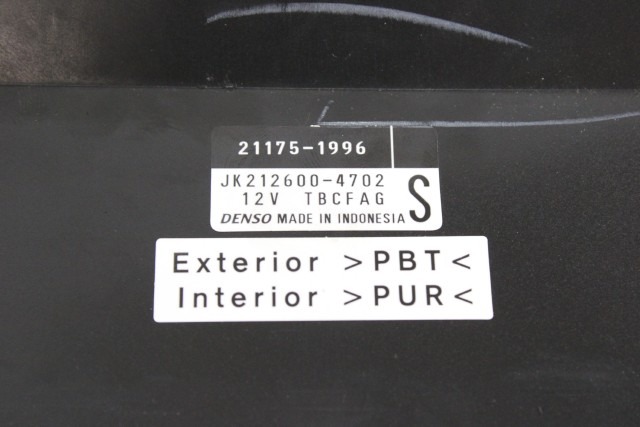 21175-1996
JK212600-4702
12V TBCFAG
S
DENSO MADE IN INDONESIA
Exterior >PBT<
Interior >PUR<